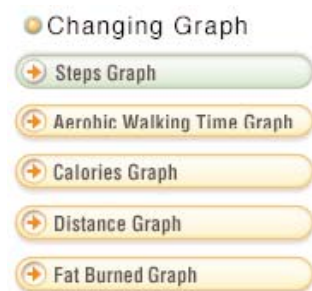 Changing Graph
Steps Graph
Aerobic Walking Time Graph
Calories Graph
Distance Graph
Fat Burned Graph